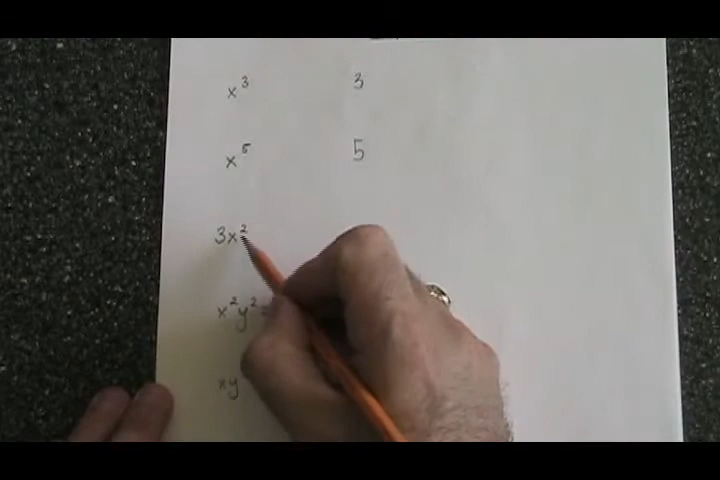 x³ 3
x⁵ 5
3x²
x²y²
xy